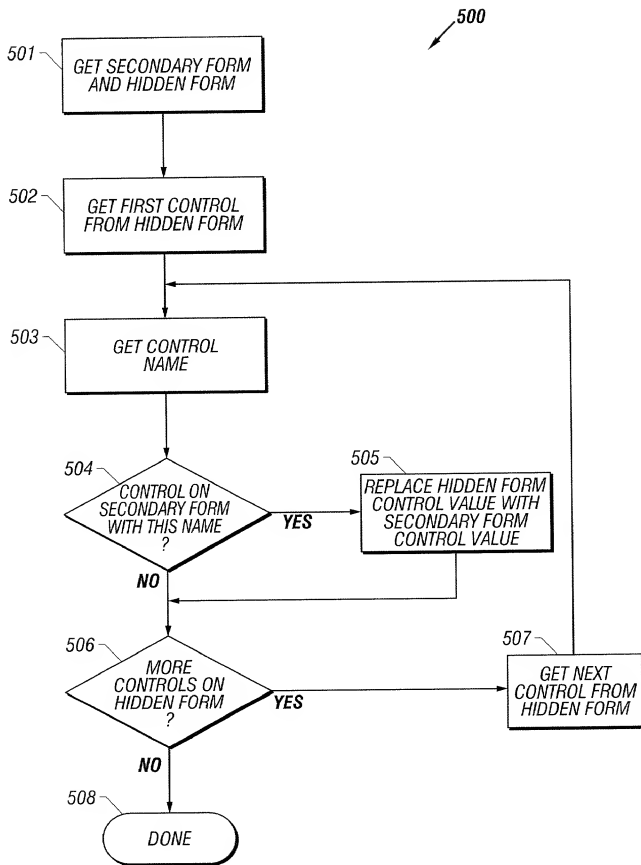 500
501
GET SECONDARY FORM
AND HIDDEN FORM
502
GET FIRST CONTROL
FROM HIDDEN FORM
503
GET CONTROL
NAME
504
CONTROL ON
SECONDARY FORM
WITH THIS NAME
?
YES
NO
505
REPLACE HIDDEN FORM
CONTROL VALUE WITH
SECONDARY FORM
CONTROL VALUE
506
MORE
CONTROLS ON
HIDDEN FORM
?
YES
NO
507
GET NEXT
CONTROL FROM
HIDDEN FORM
508
DONE